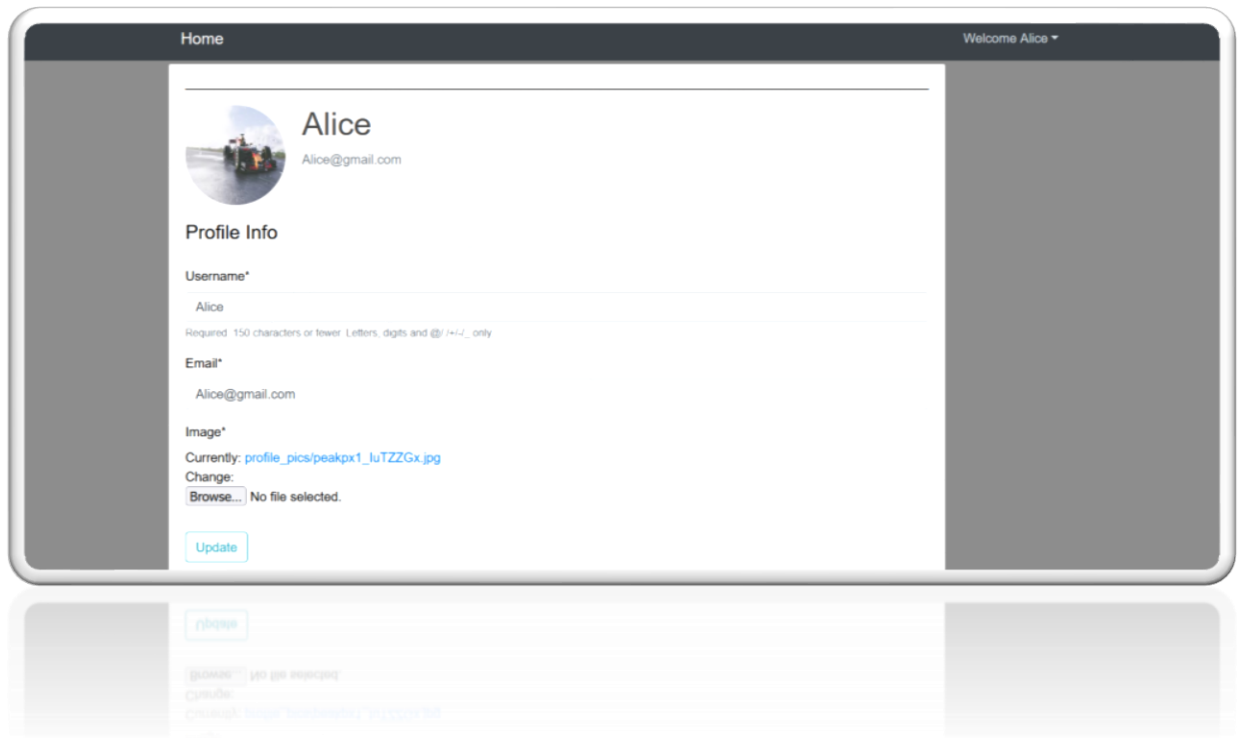 Home
Welcome Alice
Alice
Alice@gmail.com
Profile Info
Username*
Alice
Required. 150 characters or fewer. Letters, digits and @/./+/-/_ only
Email*
Alice@gmail.com
Image*
Currently: profile_pics/peakpx1_IuTZZGx.jpg
Change:
Browse... No file selected.
Update